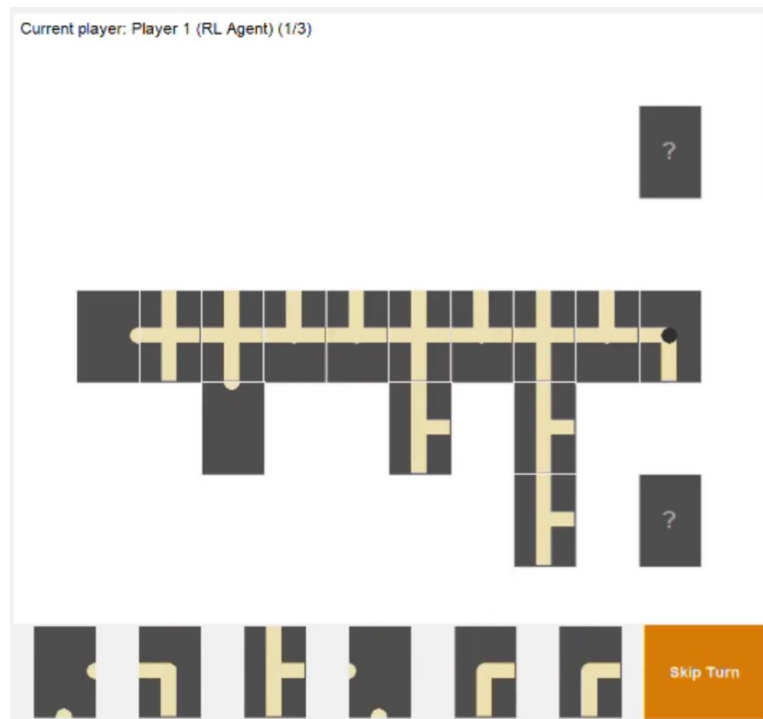 Current player: Player 1 (RL Agent) (1/3)
?
?
Skip Turn